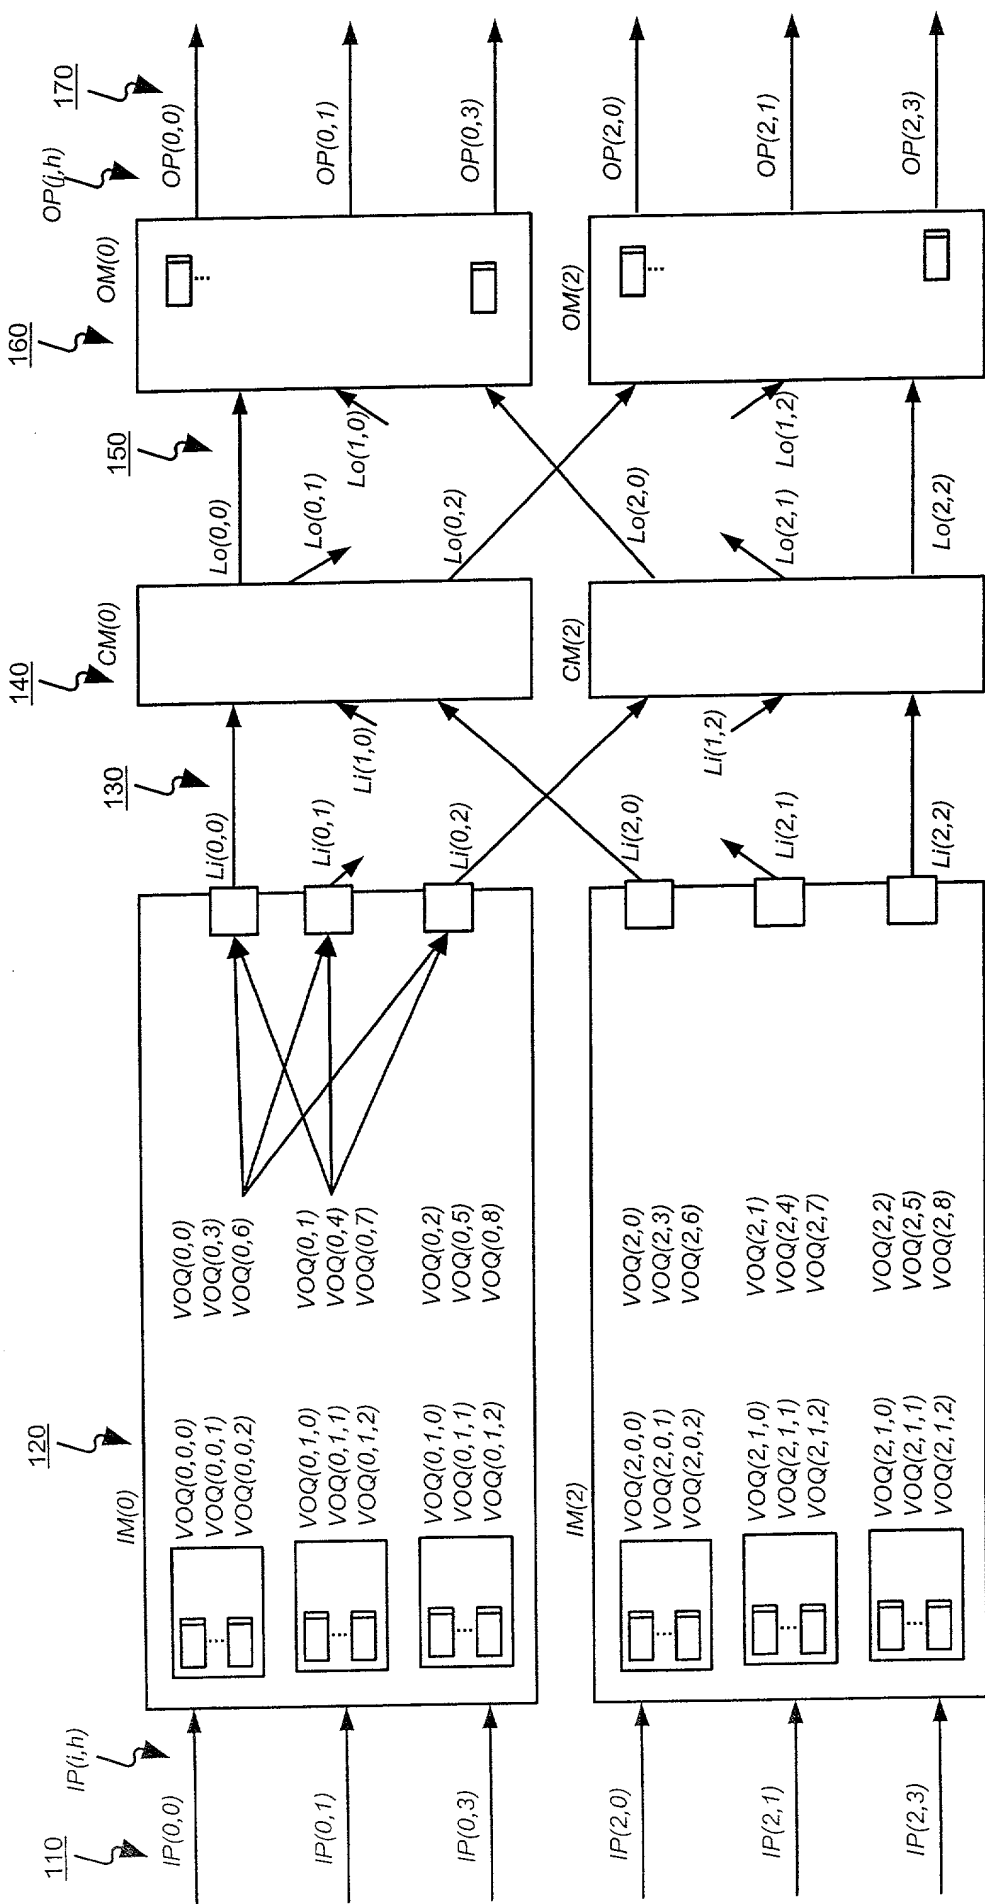 110
IP(i,h)
120
130
140
150
160
OP(j,h)
170
IM(0)
CM(0)
OM(0)
IP(0,0)
VOQ(0,0,0)
VOQ(0,0,1)
VOQ(0,0,2)
VOQ(0,0)
VOQ(0,3)
VOQ(0,6)
Li(0,0)
Lo(0,0)
OP(0,0)
IP(0,1)
VOQ(0,1,0)
VOQ(0,1,1)
VOQ(0,1,2)
VOQ(0,1)
VOQ(0,4)
VOQ(0,7)
Li(0,1)
Li(1,0)
Lo(0,1)
Lo(1,0)
OP(0,1)
IP(0,3)
VOQ(0,1,0)
VOQ(0,1,1)
VOQ(0,1,2)
VOQ(0,2)
VOQ(0,5)
VOQ(0,8)
Li(0,2)
Lo(0,2)
OP(0,3)
IM(2)
CM(2)
OM(2)
IP(2,0)
VOQ(2,0,0)
VOQ(2,0,1)
VOQ(2,0,2)
VOQ(2,0)
VOQ(2,3)
VOQ(2,6)
Li(2,0)
Lo(2,0)
OP(2,0)
IP(2,1)
VOQ(2,1,0)
VOQ(2,1,1)
VOQ(2,1,2)
VOQ(2,1)
VOQ(2,4)
VOQ(2,7)
Li(2,1)
Li(1,2)
Lo(2,1)
Lo(1,2)
OP(2,1)
IP(2,3)
VOQ(2,1,0)
VOQ(2,1,1)
VOQ(2,1,2)
VOQ(2,2)
VOQ(2,5)
VOQ(2,8)
Li(2,2)
Lo(2,2)
OP(2,3)